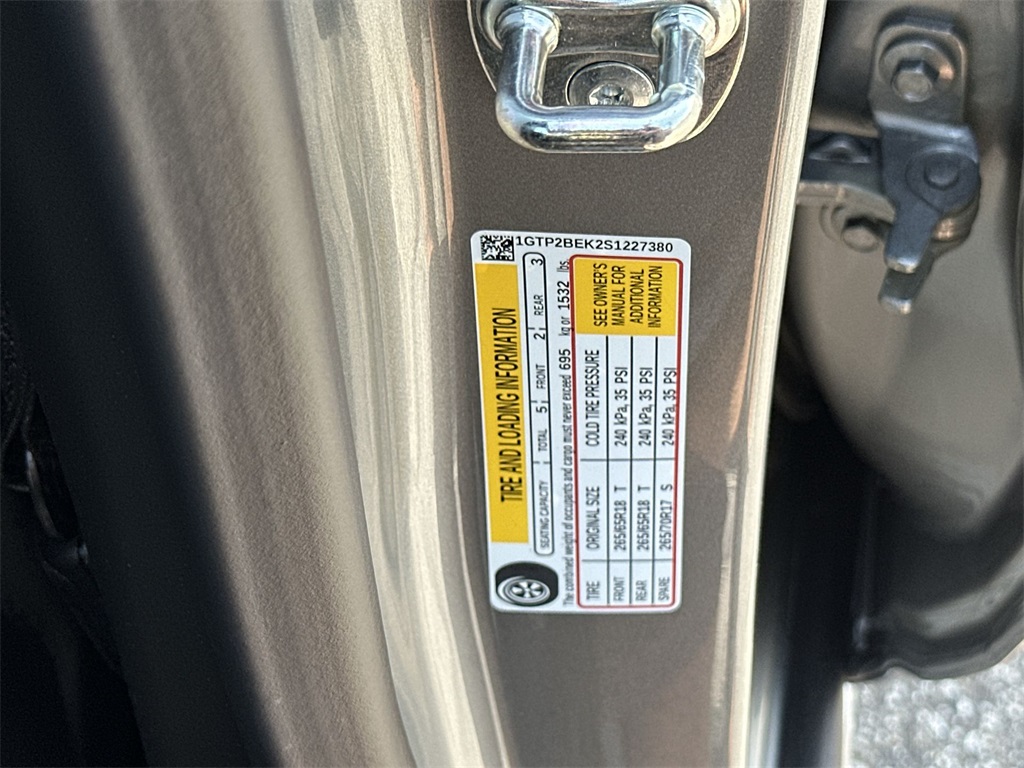 1GTP2BEK2S1227380
TIRE AND LOADING INFORMATION
SEATING CAPACITY TOTAL 5 FRONT 2 REAR 3
The combined weight of occupants and cargo must never exceed 695 kg or 1532 lbs.
TIRE ORIGINAL SIZE COLD TIRE PRESSURE
FRONT 265/65R18 T 240 kPa, 35 PSI
REAR 265/65R18 T 240 kPa, 35 PSI
SPARE 265/70R17 S 240 kPa, 35 PSI
SEE OWNER'S
MANUAL FOR
ADDITIONAL
INFORMATION